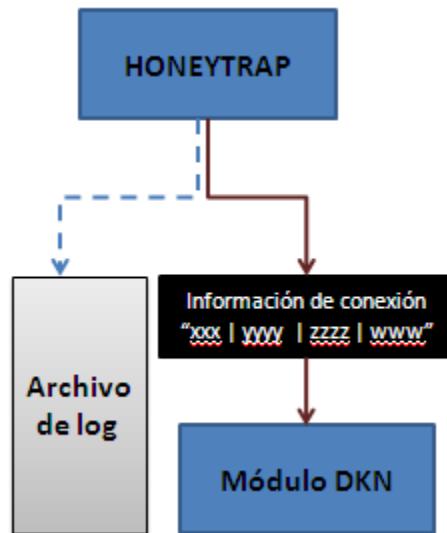 HONEYTRAP
Información de conexión
“xxx | yyyy | zzzz | www”
Archivo
de log
Módulo DKN